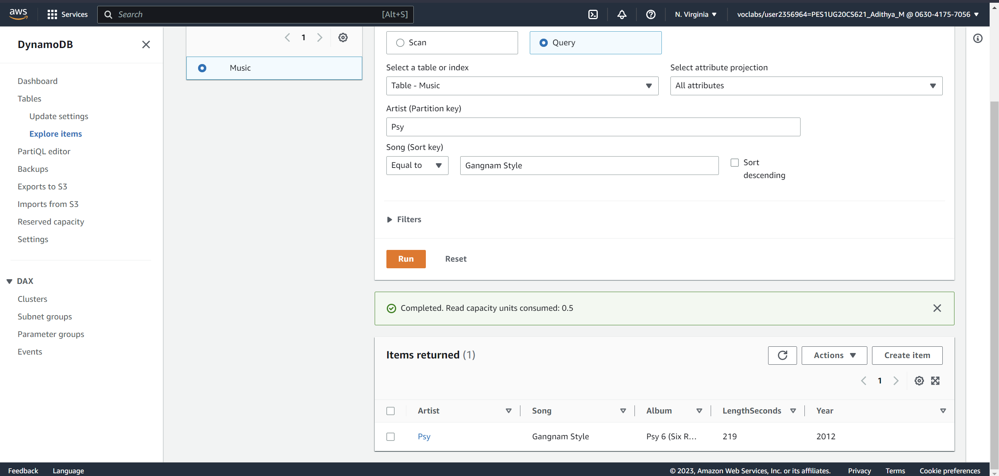 aws
Services
Search
[Alt+S]
N. Virginia
voclabs/user2356964=PES1UG20CS621_Adithya_M @ 0630-4175-7056
DynamoDB
Dashboard
Tables
Update settings
Explore items
PartiQL editor
Backups
Exports to S3
Imports from S3
Reserved capacity
Settings
DAX
Clusters
Subnet groups
Parameter groups
Events
1
Music
Scan
Query
Select a table or index
Select attribute projection
Table - Music
All attributes
Artist (Partition key)
Psy
Song (Sort key)
Equal to
Gangnam Style
Sort
descending
Filters
Run
Reset
Completed. Read capacity units consumed: 0.5
Items returned (1)
Actions
Create item
1
Artist
Song
Album
LengthSeconds
Year
Psy
Gangnam Style
Psy 6 (Six R...
219
2012
Feedback
Language
© 2023, Amazon Web Services, Inc. or its affiliates.
Privacy
Terms
Cookie preferences